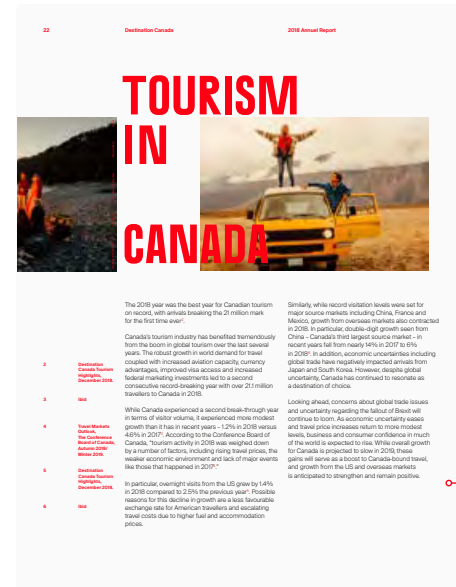 22
Destination Canada
2018 Annual Report
TOURISM
IN
CANADA
The 2018 year was the best year for Canadian tourism
on record, with arrivals breaking the 21 million mark
for the first time ever².
Canada's tourism industry has benefited tremendously
from the boom in global tourism over the last several
years. The robust growth in world demand for travel
coupled with increased aviation capacity, currency
advantages, improved visa access and increased
federal marketing investments led to a second
consecutive record-breaking year with over 21.1 million
travellers to Canada in 2018.
While Canada experienced a second break-through year
in terms of visitor volume, it experienced more modest
growth than it has in recent years – 1.2% in 2018 versus
4.6% in 2017³. According to the Conference Board of
Canada, "tourism activity in 2018 was weighed down
by a number of factors, including rising travel prices, the
weaker economic environment and lack of major events
like those that happened in 2017⁴."
In particular, overnight visits from the US grew by 1.4%
in 2018 compared to 2.5% the previous year⁵. Possible
reasons for this decline in growth are a less favourable
exchange rate for American travellers and escalating
travel costs due to higher fuel and accommodation
prices.
Similarly, while record visitation levels were set for
major source markets including China, France and
Mexico, growth from overseas markets also contracted
in 2018. In particular, double-digit growth seen from
China – Canada's third largest source market – in
recent years fell from nearly 14% in 2017 to 6%
in 2018⁶. In addition, economic uncertainties including
global trade have negatively impacted arrivals from
Japan and South Korea. However, despite global
uncertainty, Canada has continued to resonate as
a destination of choice.
Looking ahead, concerns about global trade issues
and uncertainty regarding the fallout of Brexit will
continue to loom. As economic uncertainty eases
and travel price increases return to more modest
levels, business and consumer confidence in much
of the world is expected to rise. While overall growth
for Canada is projected to slow in 2019, these
gains will serve as a boost to Canada-bound travel,
and growth from the US and overseas markets
is anticipated to strengthen and remain positive.
2
Destination
Canada Tourism
Highlights,
December 2018.
3
Ibid
4
Travel Markets
Outlook,
The Conference
Board of Canada,
Autumn 2018/
Winter 2019.
5
Destination
Canada Tourism
Highlights,
December 2018.
6
Ibid